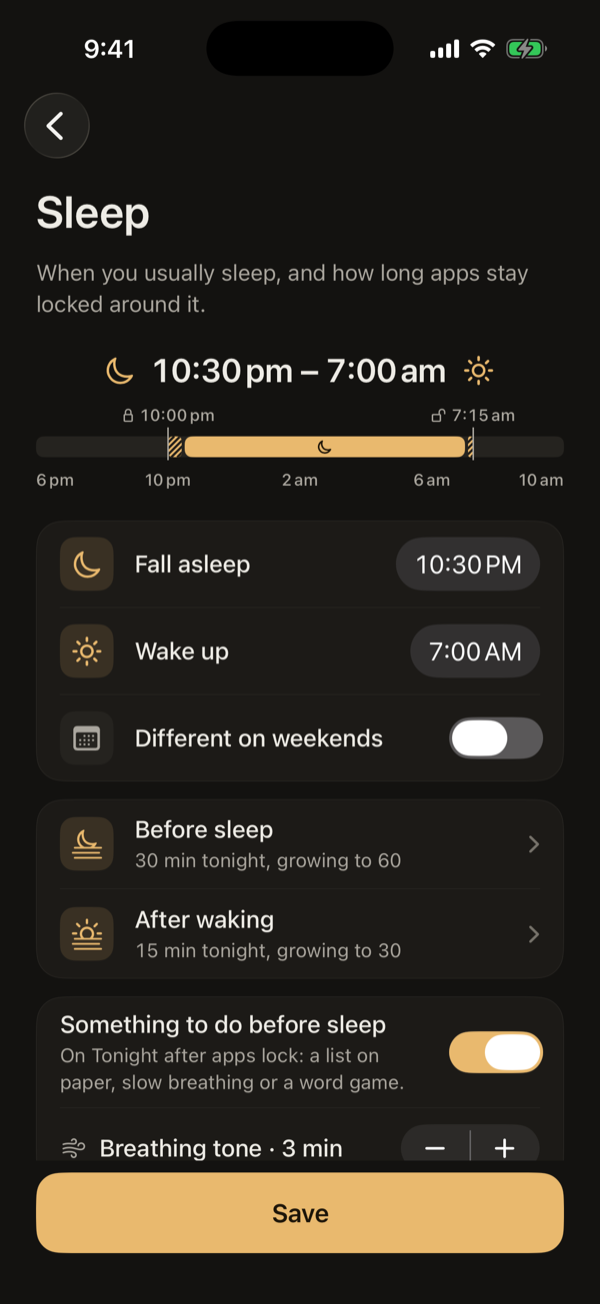 9:41
Sleep
When you usually sleep, and how long apps stay
locked around it.
10:30 pm – 7:00 am
10:00 pm
7:15 am
6 pm
10 pm
2 am
6 am
10 am
Fall asleep
10:30 PM
Wake up
7:00 AM
Different on weekends
Before sleep
30 min tonight, growing to 60
After waking
15 min tonight, growing to 30
Something to do before sleep
On Tonight after apps lock: a list on
paper, slow breathing or a word game.
Breathing tone · 3 min
Save